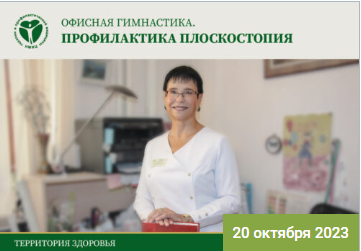 ОФИСНАЯ ГИМНАСТИКА.
ПРОФИЛАКТИКА ПЛОСКОСТОПИЯ
20 октября 2023
ТЕРРИТОРИЯ ЗДОРОВЬЯ